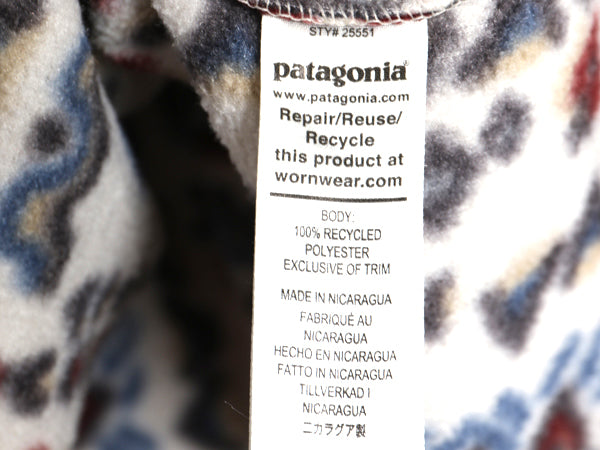 STY# 25551
patagonia®
www.patagonia.com
Repair/Reuse/
Recycle
this product at
wornwear.com
BODY:
100% RECYCLED
POLYESTER
EXCLUSIVE OF TRIM
MADE IN NICARAGUA
FABRIQUÉ AU
NICARAGUA
HECHO EN NICARAGUA
FATTO IN NICARAGUA
TILLVERKAD I
NICARAGUA
ニカラグア製